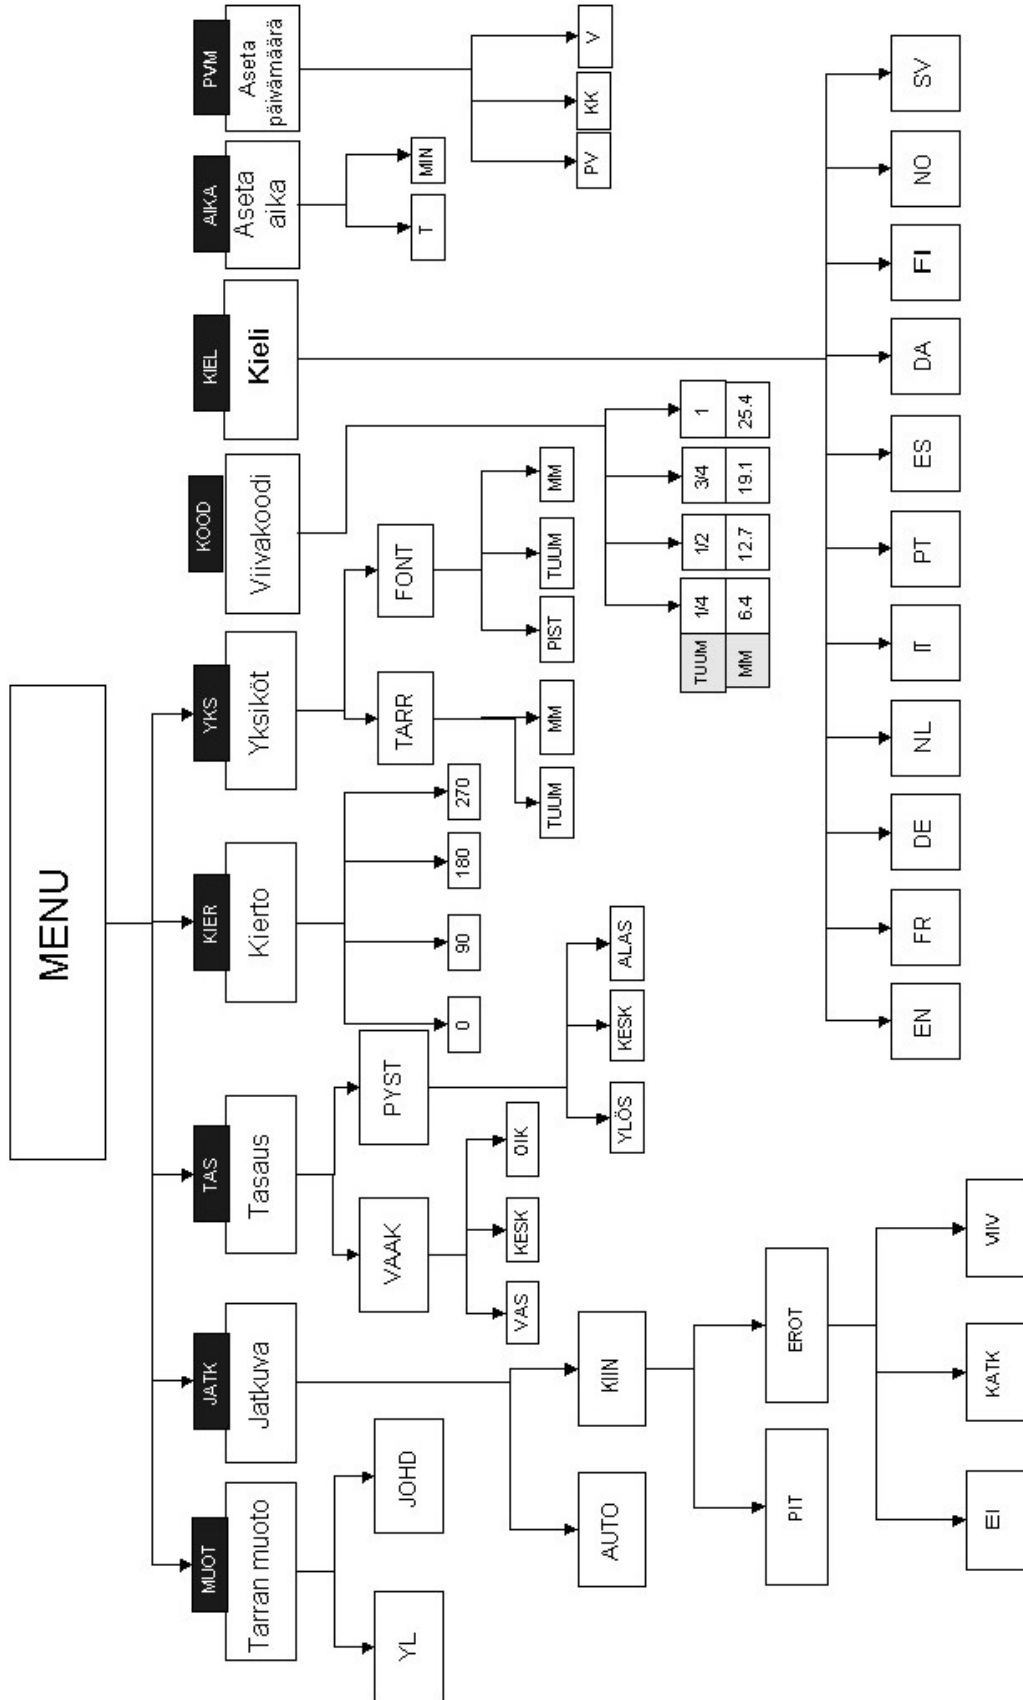 MENU
MUOT
Tarran muoto
YL
JOHD
JATK
Jatkuva
AUTO
KIIN
PIT
EROT
EI
KATK
VIIV
TAS
Tasaus
VAAK
VAS
KESK
OIK
PYST
YLÖS
KESK
ALAS
KIER
Kierto
0
90
180
270
YKS
Yksiköt
TARR
TUUM
MM
FONT
PIST
TUUM
MM
KOOD
Viivakoodi
TUUM 1/4 1/2 3/4 1
MM 6.4 12.7 19.1 25.4
KIEL
Kieli
EN
FR
DE
NL
IT
PT
ES
DA
FI
NO
SV
AIKA
Aseta
aika
T
MIN
PVM
Aseta
päivämäärä
PV
KK
V